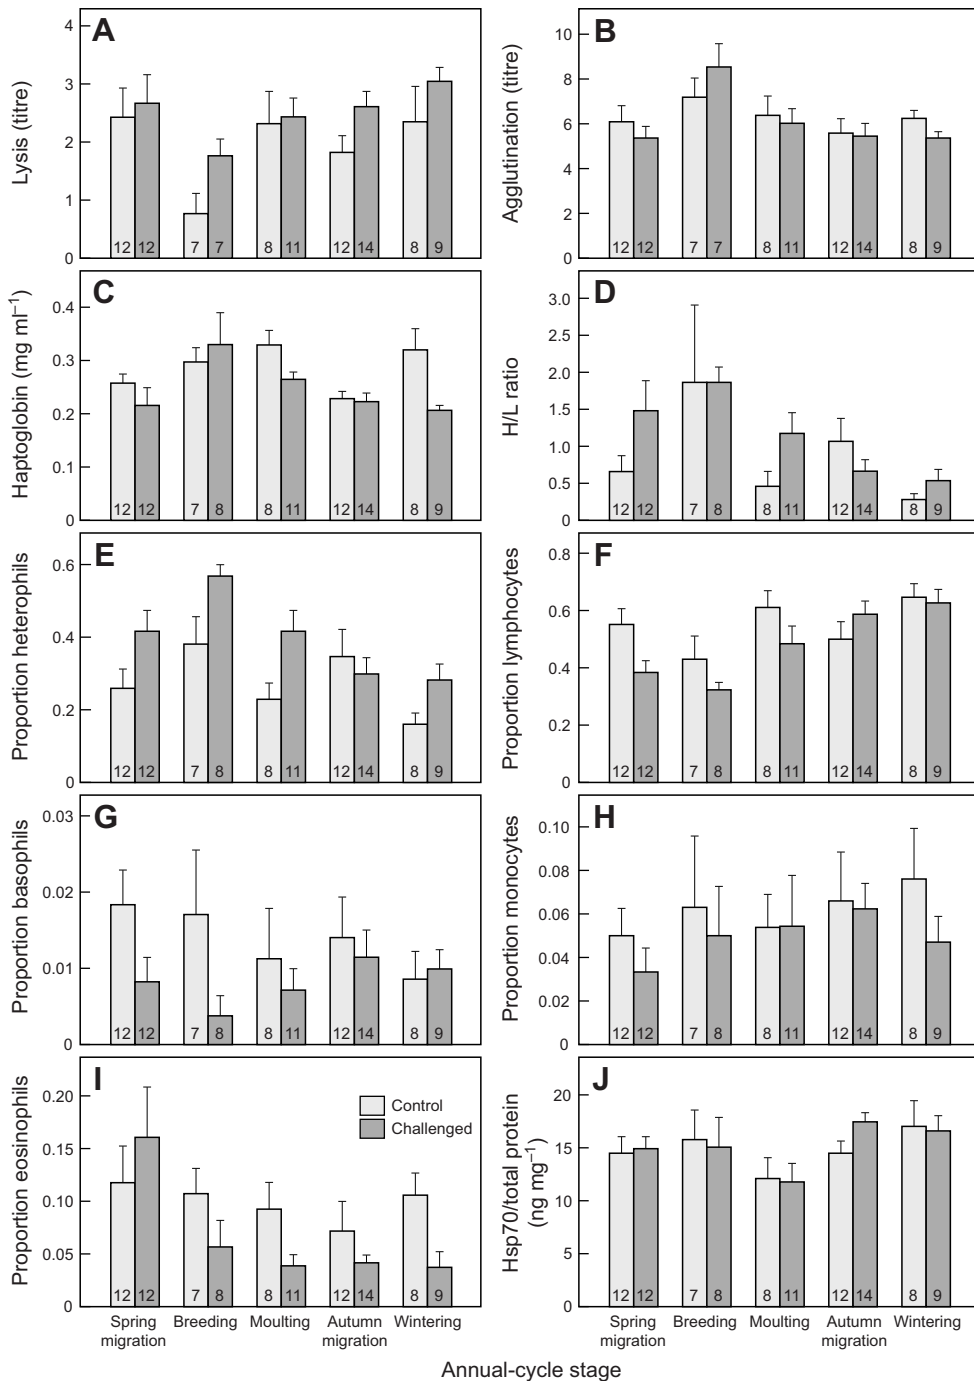 A
Lysis (titre)
4
3
2
1
0
12 12 7 7 8 11 12 14 8 9
B
Agglutination (titre)
10
8
6
4
2
0
12 12 7 7 8 11 12 14 8 9
C
Haptoglobin (mg ml⁻¹)
0.4
0.3
0.2
0.1
0
12 12 7 8 8 11 12 14 8 9
D
H/L ratio
3.0
2.5
2.0
1.5
1.0
0.5
0
12 12 7 8 8 11 12 14 8 9
E
Proportion heterophils
0.6
0.4
0.2
0
12 12 7 8 8 11 12 14 8 9
F
Proportion lymphocytes
0.8
0.6
0.4
0.2
0
12 12 7 8 8 11 12 14 8 9
G
Proportion basophils
0.03
0.02
0.01
0
12 12 7 8 8 11 12 14 8 9
H
Proportion monocytes
0.10
0.08
0.06
0.04
0.02
0.00
12 12 7 8 8 11 12 14 8 9
I
Proportion eosinophils
0.20
0.15
0.10
0.05
0
Control
Challenged
12 12 7 8 8 11 12 14 8 9
Spring migration Breeding Moulting Autumn migration Wintering
J
Hsp70/total protein
(ng mg⁻¹)
20
15
10
5
0
12 12 7 8 8 11 12 14 8 9
Spring migration Breeding Moulting Autumn migration Wintering
Annual-cycle stage